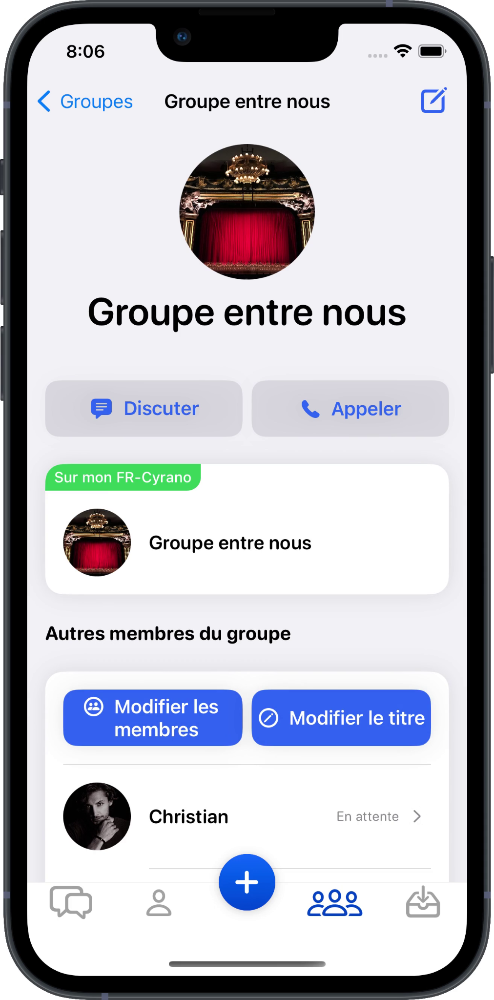 8:06
Groupes
Groupe entre nous
Groupe entre nous
Discuter
Appeler
Sur mon FR-Cyrano
Groupe entre nous
Autres membres du groupe
Modifier les
membres
Modifier le titre
Christian
En attente